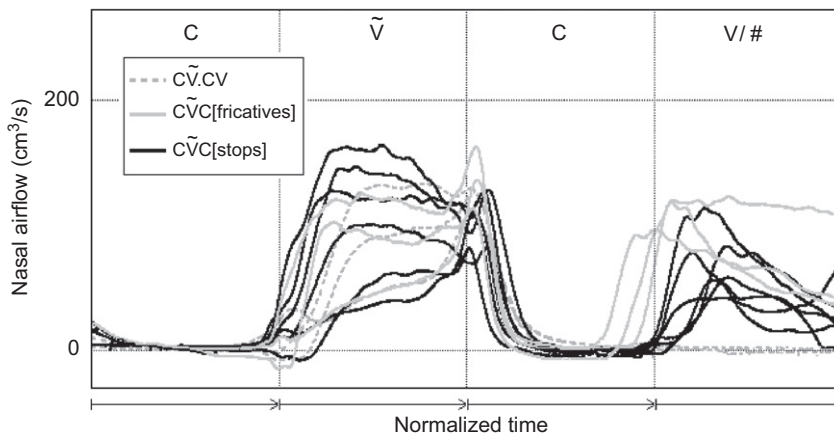 C Ṽ C V/#
CṼ.CV
CṼC[fricatives]
CṼC[stops]
200
0
Nasal airflow (cm³/s)
Normalized time